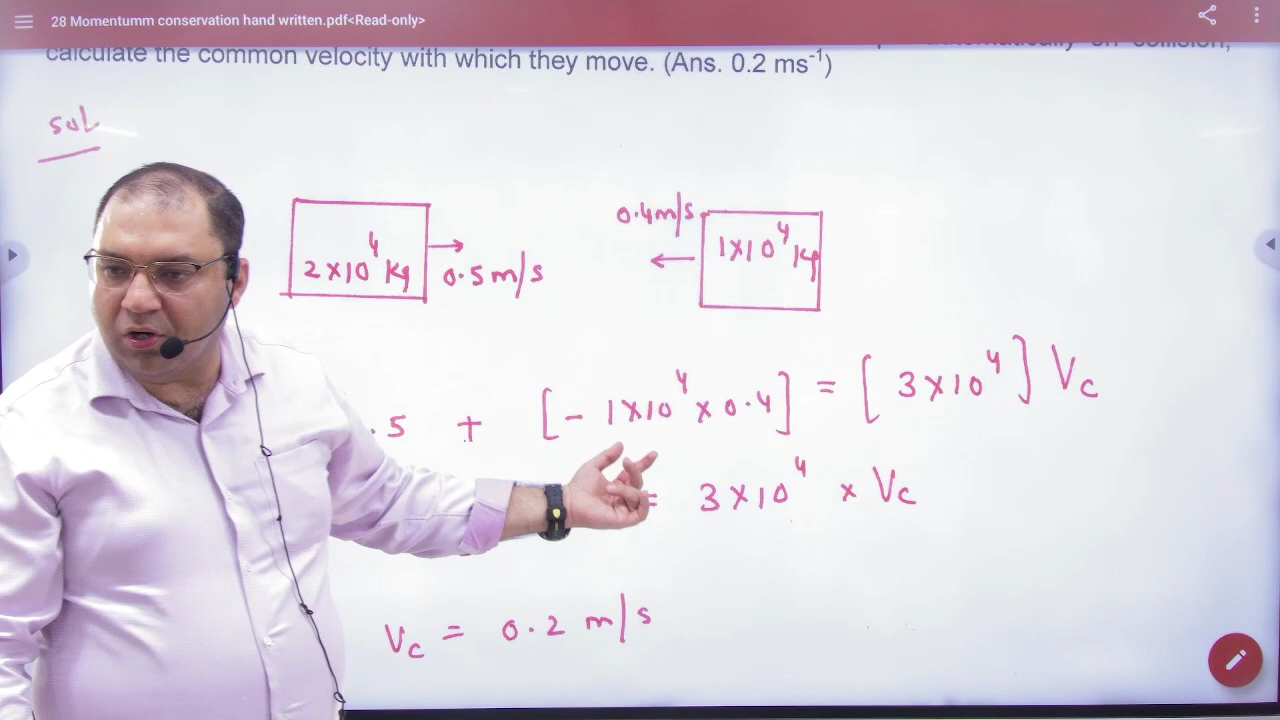 28 Momentumm conservation hand written.pdf<Read-only>
calculate the common velocity with which they move. (Ans. 0.2 ms⁻¹)
sol
2×10⁴ Kg
0.5 m/s
0.4 m/s
1×10⁴ Kg
.5 + [- 1×10⁴ × 0.4] = [3×10⁴] Vc
= 3×10⁴ × Vc
Vc = 0.2 m/s